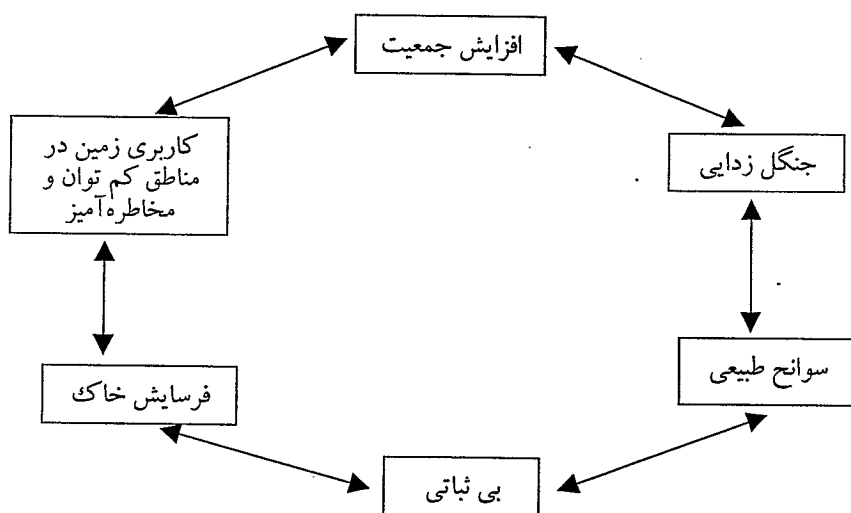 افزایش جمعیت
جنگل زدایی
کاربری زمین در
مناطق کم توان و
مخاطره‌آمیز
سوانح طبیعی
فرسایش خاک
بی ثباتی